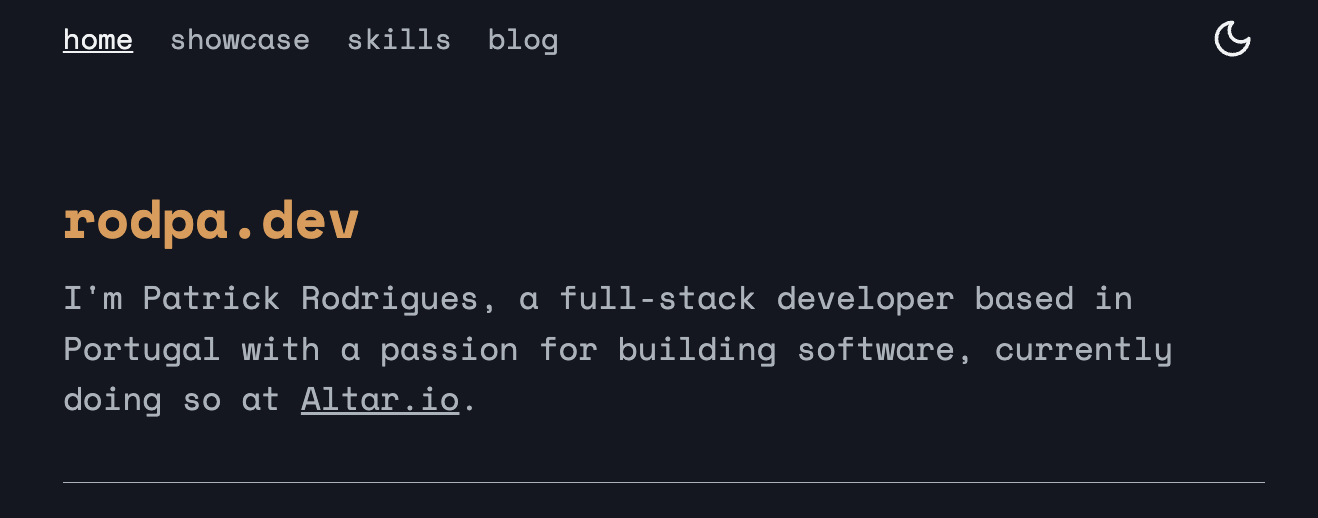 home showcase skills blog
rodpa.dev
I'm Patrick Rodrigues, a full-stack developer based in
Portugal with a passion for building software, currently
doing so at Altar.io.